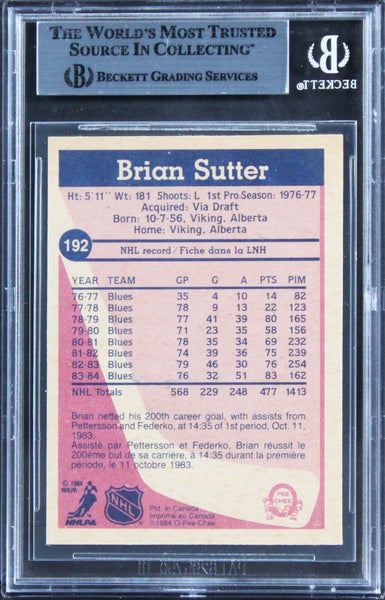 THE WORLD'S MOST TRUSTED
SOURCE IN COLLECTING™
BECKETT GRADING SERVICES
BECKETT®
Brian Sutter
Ht: 5'11" Wt: 181 Shoots: L 1st Pro Season: 1976-77
Acquired: Via Draft
Born: 10-7-56, Viking, Alberta
Home: Viking, Alberta
192
NHL record/Fiche dans la LNH
YEAR TEAM GP G A PTS PIM
76-77 Blues 35 4 10 14 82
77-78 Blues 78 9 13 22 123
78-79 Blues 77 41 39 80 165
79-80 Blues 71 23 35 58 156
80-81 Blues 78 35 34 69 232
81-82 Blues 74 39 36 75 239
82-83 Blues 79 46 30 76 254
83-84 Blues 76 32 51 83 162
NHL Totals 568 229 248 477 1413
Brian netted his 200th career goal, with assists from
Pettersson and Federko, at 14:35 of 1st period, Oct. 11,
1983.
Assisté par Pettersson et Federko, Brian réussit le
200ème but de sa carrière, à 14:35 durant la première
période, le 11 octobre 1983.
© 1984
NHLPA
NHLPA
NHL
Ptd. in Canada
Imprimé au Canada
©1984 O-Pee-Chee
O
PEE
CHEE